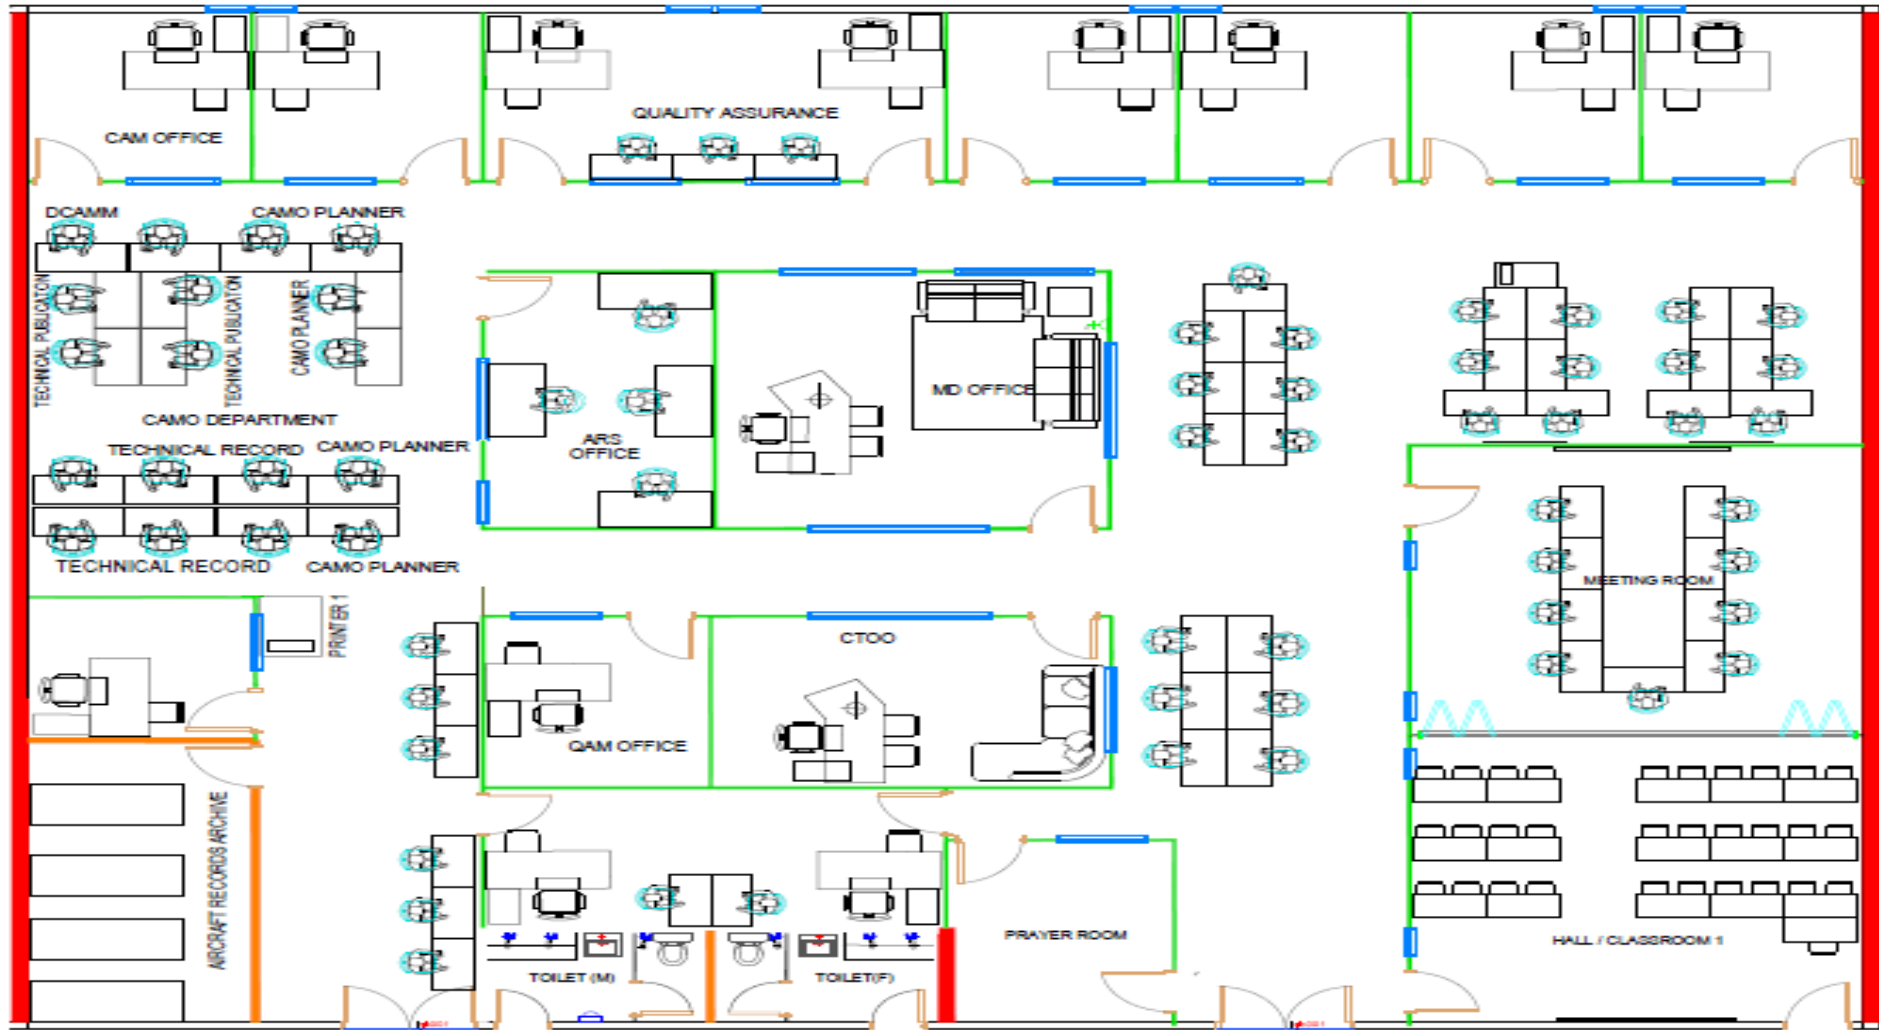 QUALITY ASSURANCE
CAM OFFICE
DCAMM
CAMO PLANNER
TECHNICAL PUBLICATON
TECHNICAL PUBLICATON
CAMO PLANNER
MD OFFICE
CAMO DEPARTMENT
ARS
OFFICE
TECHNICAL RECORD
CAMO PLANNER
TECHNICAL RECORD
CAMO PLANNER
MEETING ROOM
PRINTER 1
CTOO
QAM OFFICE
AIRCRAFT RECORDS ARCHIVE
PRAYER ROOM
HALL / CLASSROOM 1
TOILET (M)
TOILET(F)